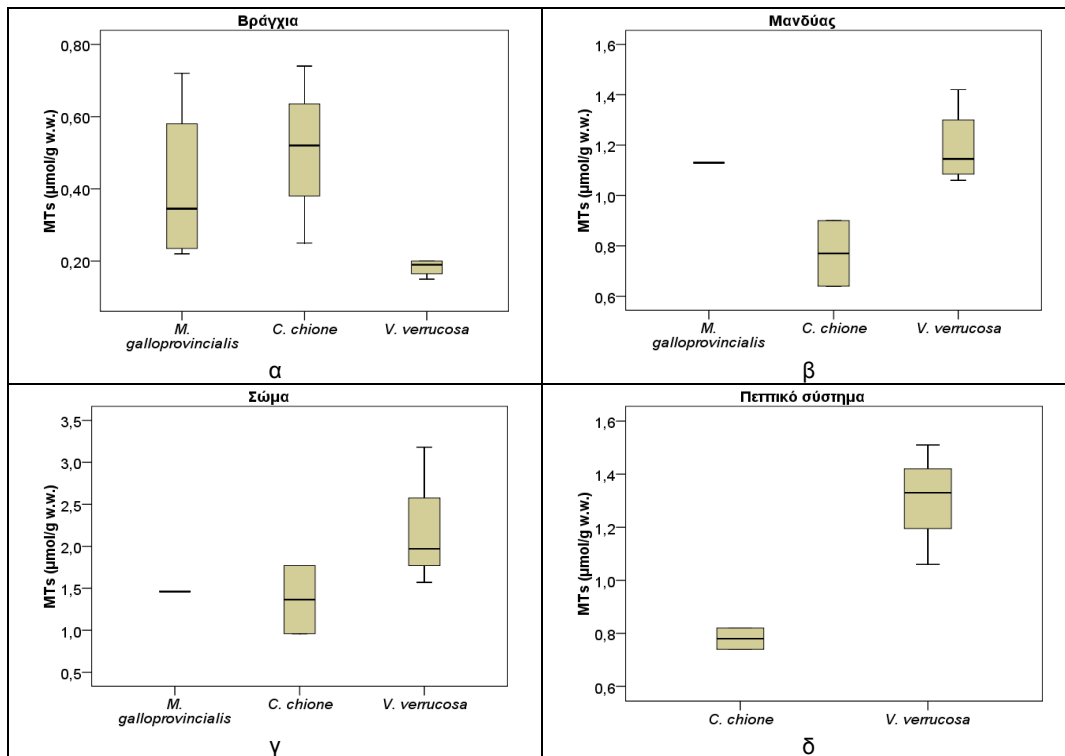 Βράγχια
0,80
0,60
0,40
0,20
MTs (μmol/g w.w.)
M. galloprovincialis
C. chione
V. verrucosa
α
Μανδύας
1,6
1,4
1,2
1,0
0,8
0,6
MTs (μmol/g w.w.)
M. galloprovincialis
C. chione
V. verrucosa
β
Σώμα
3,5
3,0
2,5
2,0
1,5
1,0
0,5
MTs (μmol/g w.w.)
M. galloprovincialis
C. chione
V. verrucosa
γ
Πεπτικό σύστημα
1,6
1,4
1,2
1,0
0,8
0,6
MTs (μmol/g w.w.)
C. chione
V. verrucosa
δ